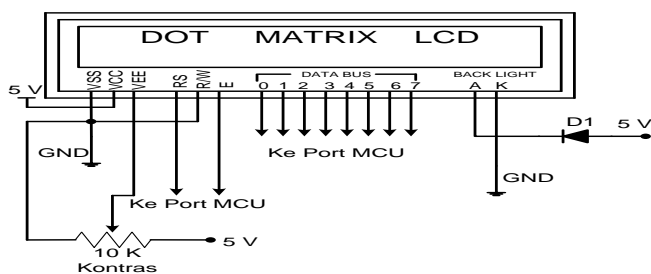 DOT MATRIX LCD
DATA BUS
BACK LIGHT
VSS VCC VEE RS R/W E 0 1 2 3 4 5 6 7 A K
5 V
D1 5 V
GND
Ke Port MCU
GND
Ke Port MCU
5 V
10 K
Kontras